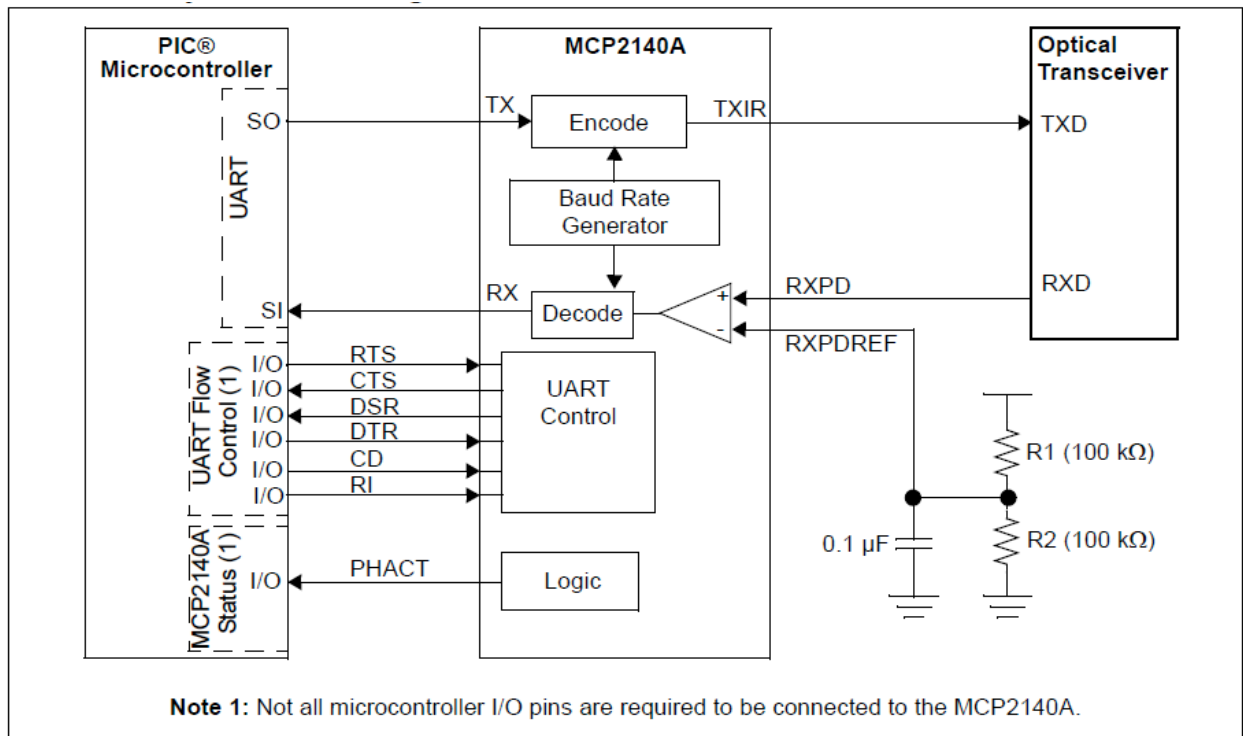 PIC®
Microcontroller
MCP2140A
Optical
Transceiver
UART
SO
TX
Encode
TXIR
TXD
Baud Rate
Generator
SI
RX
Decode
+
-
RXPD
RXD
RXPDREF
UART Flow
Control (1)
I/O
RTS
I/O
CTS
I/O
DSR
I/O
DTR
I/O
CD
I/O
RI
UART
Control
R1 (100 kΩ)
0.1 µF
R2 (100 kΩ)
MCP2140A
Status (1)
I/O
PHACT
Logic
Note 1: Not all microcontroller I/O pins are required to be connected to the MCP2140A.